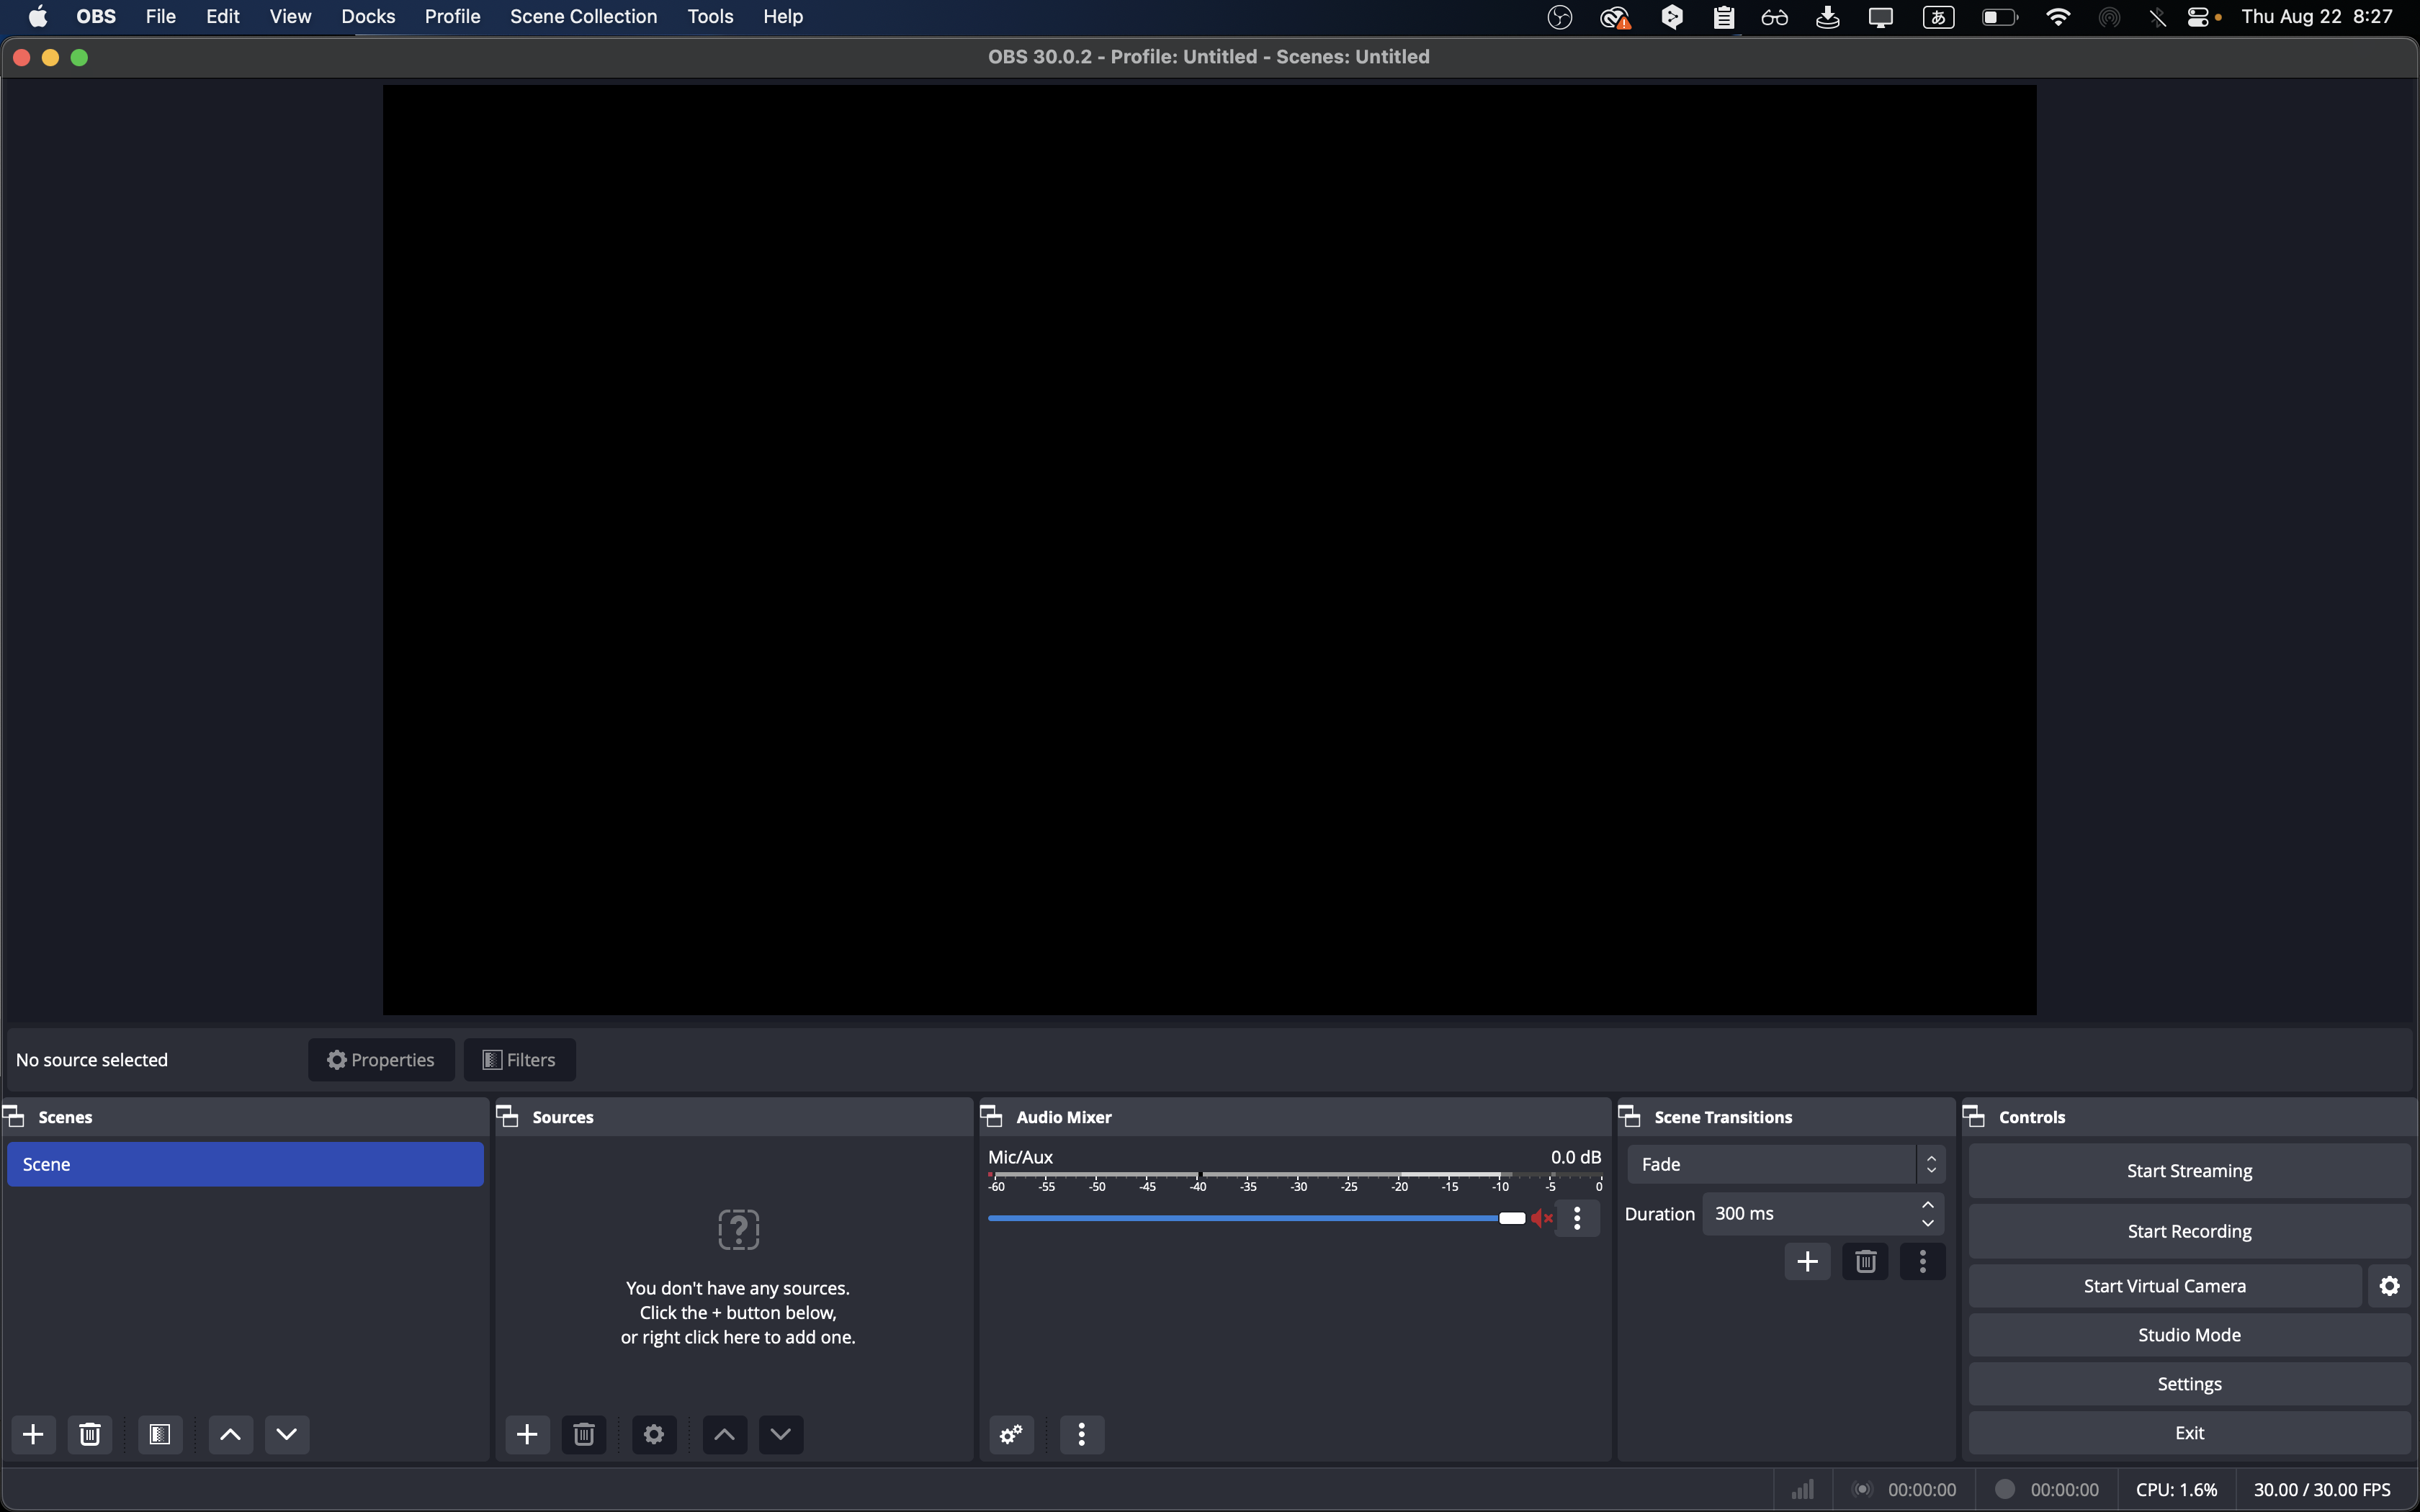 OBS File Edit View Docks Profile Scene Collection Tools Help あ Thu Aug 22 8:27
OBS 30.0.2 - Profile: Untitled - Scenes: Untitled
No source selected Properties Filters
Scenes
Scene
Sources
You don't have any sources.
Click the + button below,
or right click here to add one.
Audio Mixer
Mic/Aux 0.0 dB
-60 -55 -50 -45 -40 -35 -30 -25 -20 -15 -10 -5 0
Scene Transitions
Fade
Duration 300 ms
Controls
Start Streaming
Start Recording
Start Virtual Camera
Studio Mode
Settings
Exit
00:00:00 00:00:00 CPU: 1.6% 30.00 / 30.00 FPS